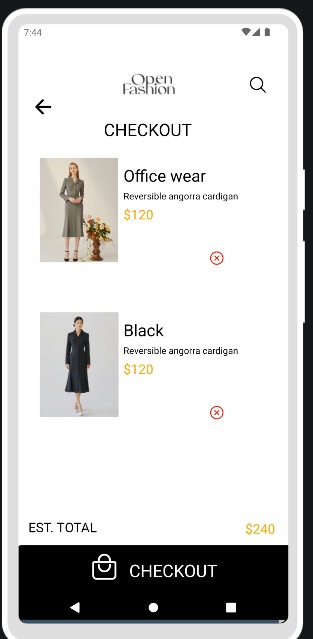 7:44
Open
Fashion
CHECKOUT
Office wear
Reversible angorra cardigan
$120
Black
Reversible angorra cardigan
$120
EST. TOTAL
$240
CHECKOUT